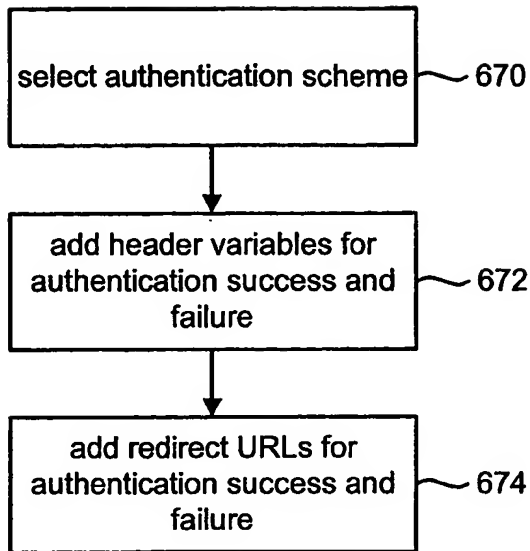 select authentication scheme 670
add header variables for
authentication success and 672
failure
add redirect URLs for
authentication success and 674
failure